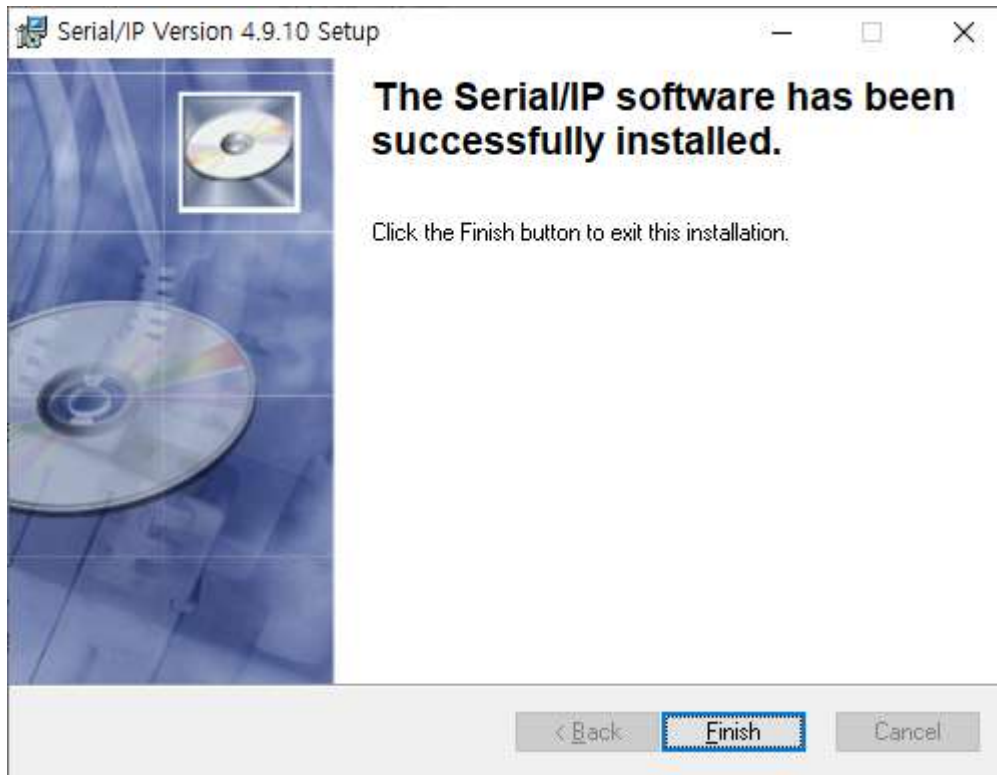 Serial/IP Version 4.9.10 Setup
The Serial/IP software has been
successfully installed.
Click the Finish button to exit this installation.
< Back
Finish
Cancel